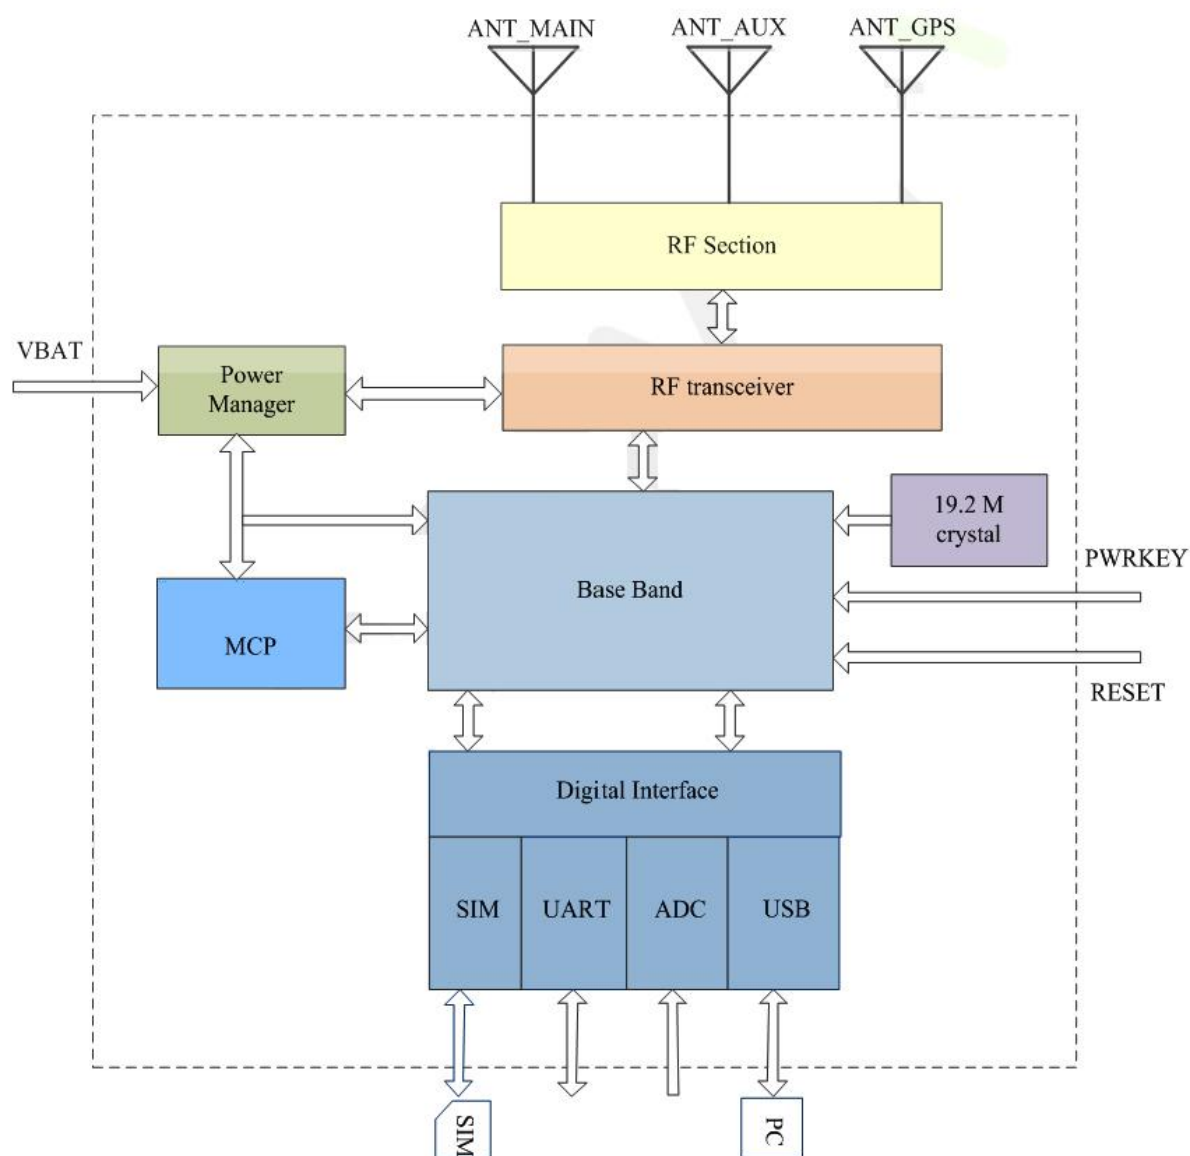 ANT_MAIN
ANT_AUX
ANT_GPS
RF Section
VBAT
Power
Manager
RF transceiver
19.2 M
crystal
PWRKEY
Base Band
MCP
RESET
Digital Interface
SIM
UART
ADC
USB
SIM
PC